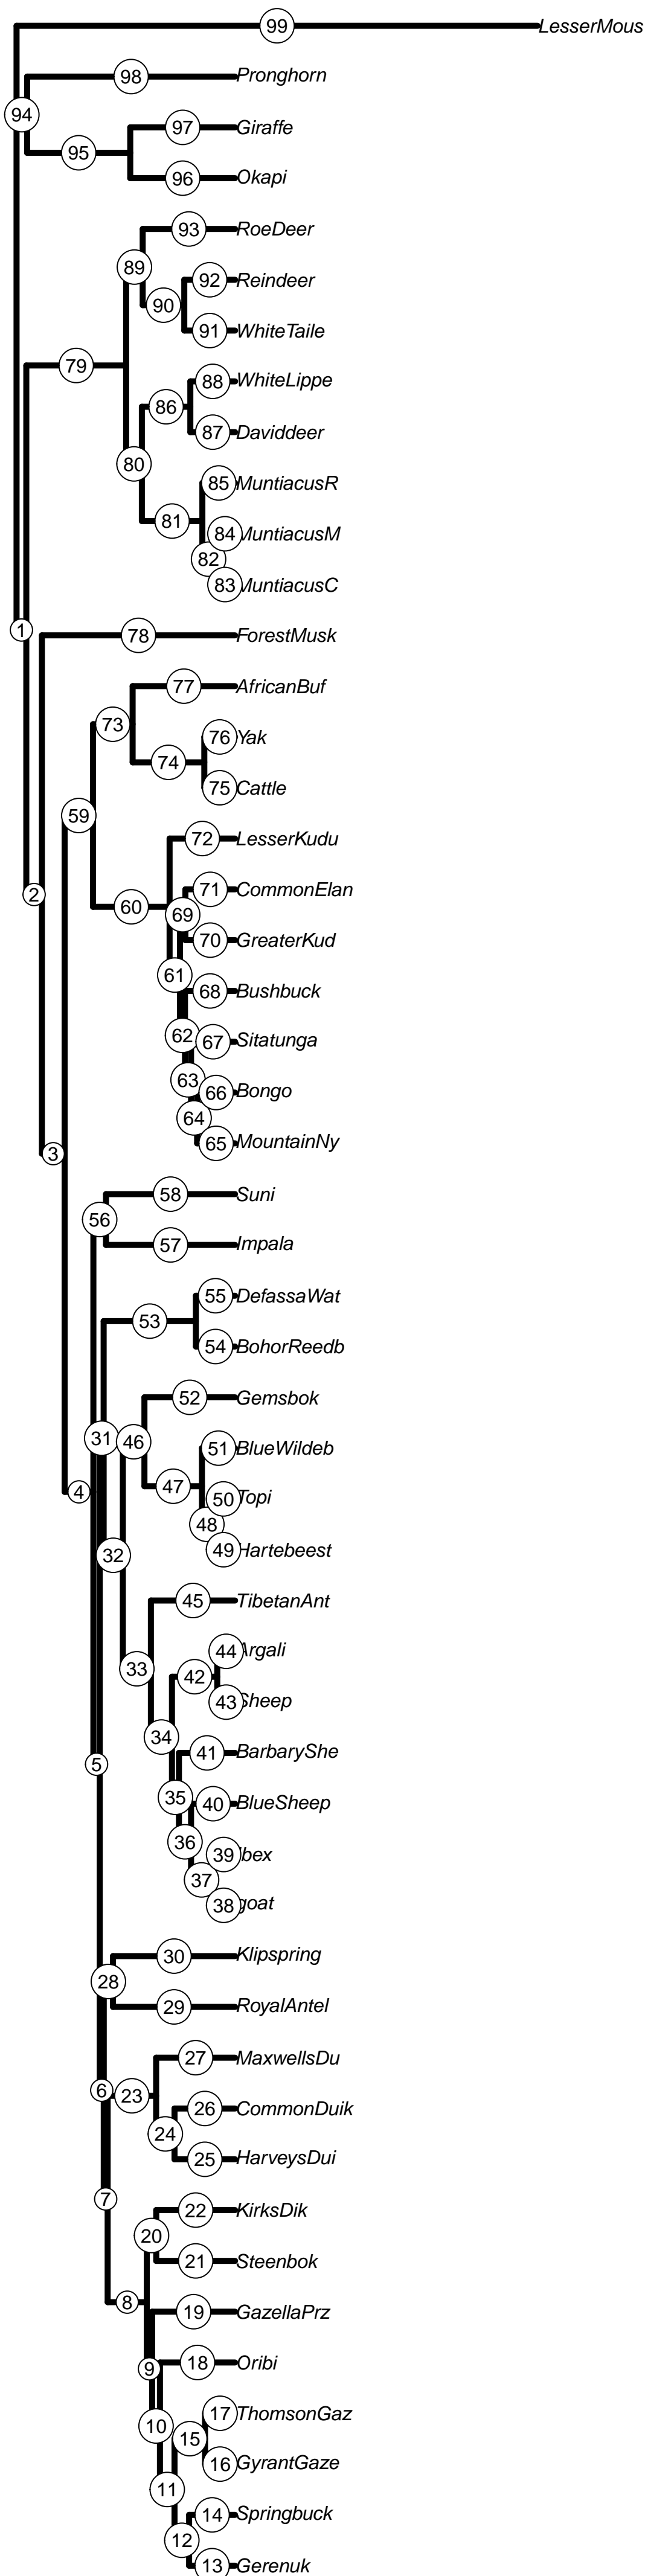 99 LesserMous
98 Pronghorn
94
97 Giraffe
95
96 Okapi
93 RoeDeer
89
92 Reindeer
90
91 WhiteTaile
79
88 WhiteLippe
86
87 Daviddeer
80
85 MuntiacusR
81
84 MuntiacusM
82
83 MuntiacusC
1
78 ForestMusk
77 AfricanBuf
73
76 Yak
74
75 Cattle
59
72 LesserKudu
71 CommonElan
2
60
69
70 GreaterKud
61
68 Bushbuck
62
67 Sitatunga
63
66 Bongo
64
65 MountainNy
3
58 Suni
56
57 Impala
55 DefassaWat
53
54 BohorReedb
52 Gemsbok
31
46
51 BlueWildeb
47
4
50 Topi
48
49 Hartebeest
32
45 TibetanAnt
44 Argali
33
42
43 Sheep
34
41 BarbaryShe
5
35
40 BlueSheep
36
39 Ibex
37
38 goat
30 Klipspring
28
29 RoyalAntel
27 MaxwellsDu
6
23
26 CommonDuik
24
25 HarveysDui
7
22 KirksDik
20
21 Steenbok
8
19 GazellaPrz
18 Oribi
9
17 ThomsonGaz
10
15
16 GyrantGaze
11
14 Springbuck
12
13 Gerenuk